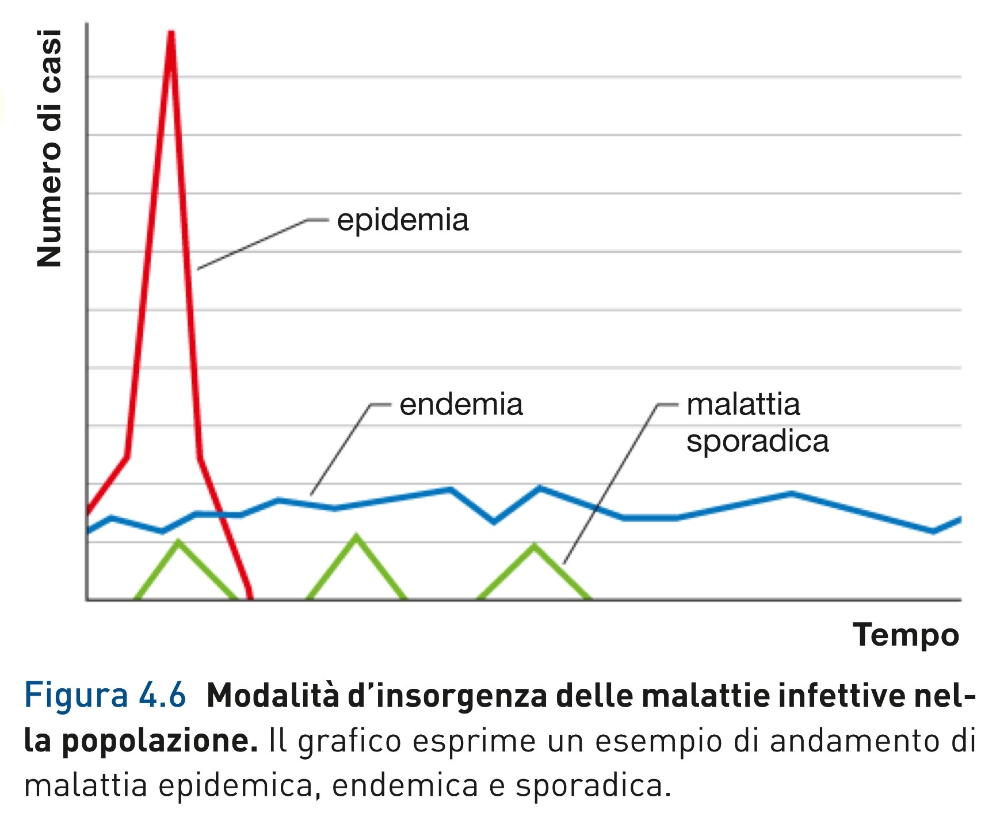 Numero di casi
epidemia
endemia
malattia
sporadica
Tempo
Figura 4.6 Modalità d’insorgenza delle malattie infettive nel-
la popolazione. Il grafico esprime un esempio di andamento di
malattia epidemica, endemica e sporadica.